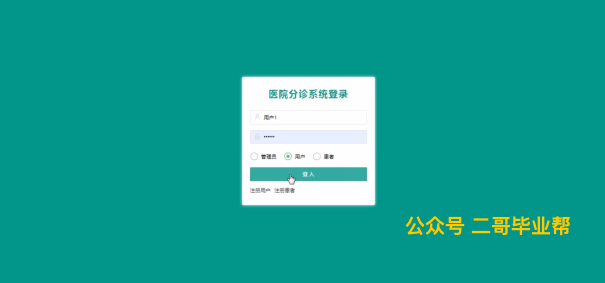 医院分诊系统登录
用户1
••••••
管理员 用户 患者
登入
注册用户 注册患者
公众号 二哥毕业帮